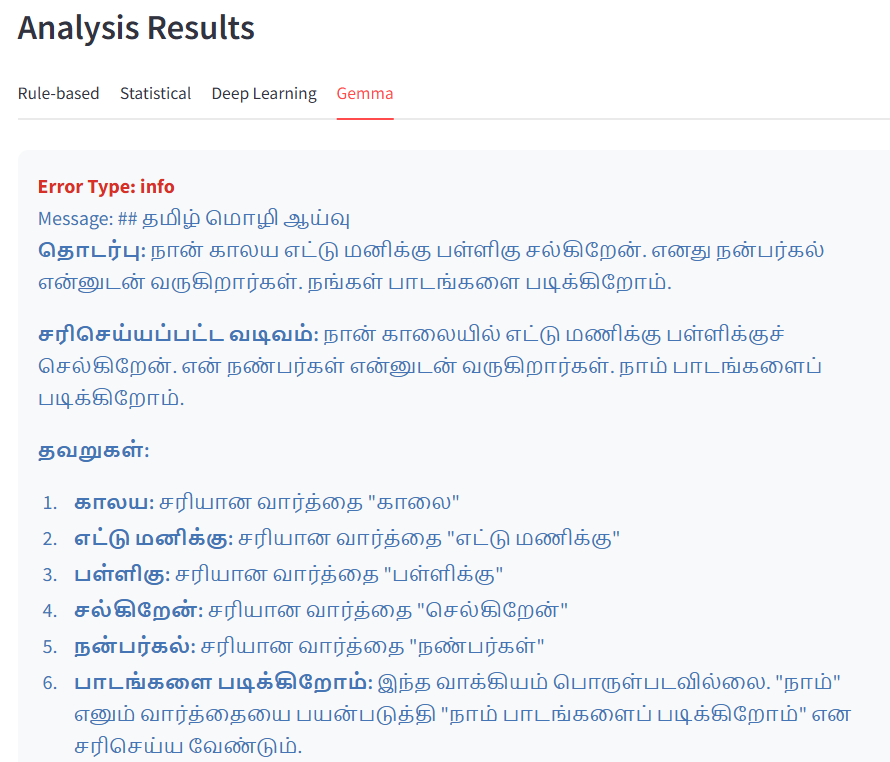 Analysis Results
Rule-based Statistical Deep Learning Gemma
Error Type: info
Message: ## தமிழ் மொழி ஆய்வு
தொடர்பு: நான் காலய எட்டு மனிக்கு பள்ளிகு சல்கிறேன். எனது நன்பர்கல்
என்னுடன் வருகிறார்கள். நங்கள் பாடங்களை படிக்கிறோம்.
சரிசெய்யப்பட்ட வடிவம்: நான் காலையில் எட்டு மணிக்கு பள்ளிக்குச்
செல்கிறேன். என் நண்பர்கள் என்னுடன் வருகிறார்கள். நாம் பாடங்களைப்
படிக்கிறோம்.
தவறுகள்:
1. காலய: சரியான வார்த்தை "காலை"
2. எட்டு மனிக்கு: சரியான வார்த்தை "எட்டு மணிக்கு"
3. பள்ளிகு: சரியான வார்த்தை "பள்ளிக்கு"
4. சல்கிறேன்: சரியான வார்த்தை "செல்கிறேன்"
5. நன்பர்கல்: சரியான வார்த்தை "நண்பர்கள்"
6. பாடங்களை படிக்கிறோம்: இந்த வாக்கியம் பொருள்படவில்லை. "நாம்"
எனும் வார்த்தையை பயன்படுத்தி "நாம் பாடங்களைப் படிக்கிறோம்" என
சரிசெய்ய வேண்டும்.